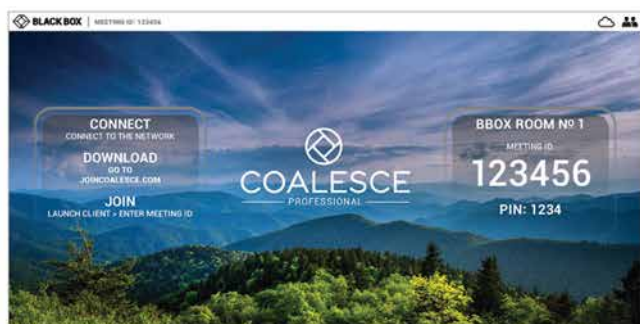 BLACK BOX | MEETING ID: 123456
CONNECT
CONNECT TO THE NETWORK
DOWNLOAD
GO TO
JOINCOALESCE.COM
JOIN
LAUNCH CLIENT > ENTER MEETING ID
COALESCE
PROFESSIONAL
BBOX ROOM Nº 1
MEETING ID
123456
PIN: 1234